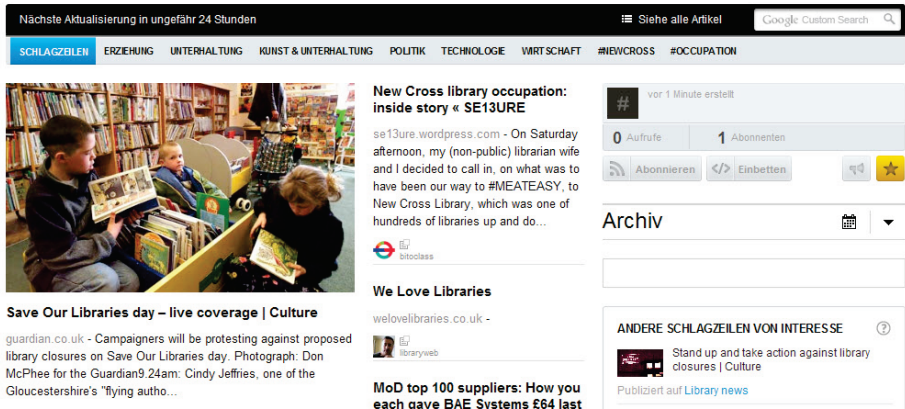 Nächste Aktualisierung in ungefähr 24 Stunden
Siehe alle Artikel
Google Custom Search
SCHLAGZEILEN ERZIEHUNG UNTERHALTUNG KUNST & UNTERHALTUNG POLITIK TECHNOLOGIE WIRTSCHAFT #NEWCROSS #OCCUPATION
Save Our Libraries day – live coverage | Culture
guardian.co.uk - Campaigners will be protesting against proposed
library closures on Save Our Libraries day. Photograph: Don
McPhee for the Guardian9.24am: Cindy Jeffries, one of the
Gloucestershire's "flying autho...
New Cross library occupation:
inside story « SE13URE
se13ure.wordpress.com - On Saturday
afternoon, my (non-public) librarian wife
and I decided to call in, on what was to
have been our way to #MEATEASY, to
New Cross Library, which was one of
hundreds of libraries up and do...
bitoclass
We Love Libraries
welovelibraries.co.uk -
libraryweb
MoD top 100 suppliers: How you
each gave BAE Systems £64 last
#
vor 1 Minute erstellt
0 Aufrufe 1 Abonnenten
Abonnieren </> Einbetten
Archiv
ANDERE SCHLAGZEILEN VON INTERESSE ?
Stand up and take action against library
closures | Culture
Publiziert auf Library news